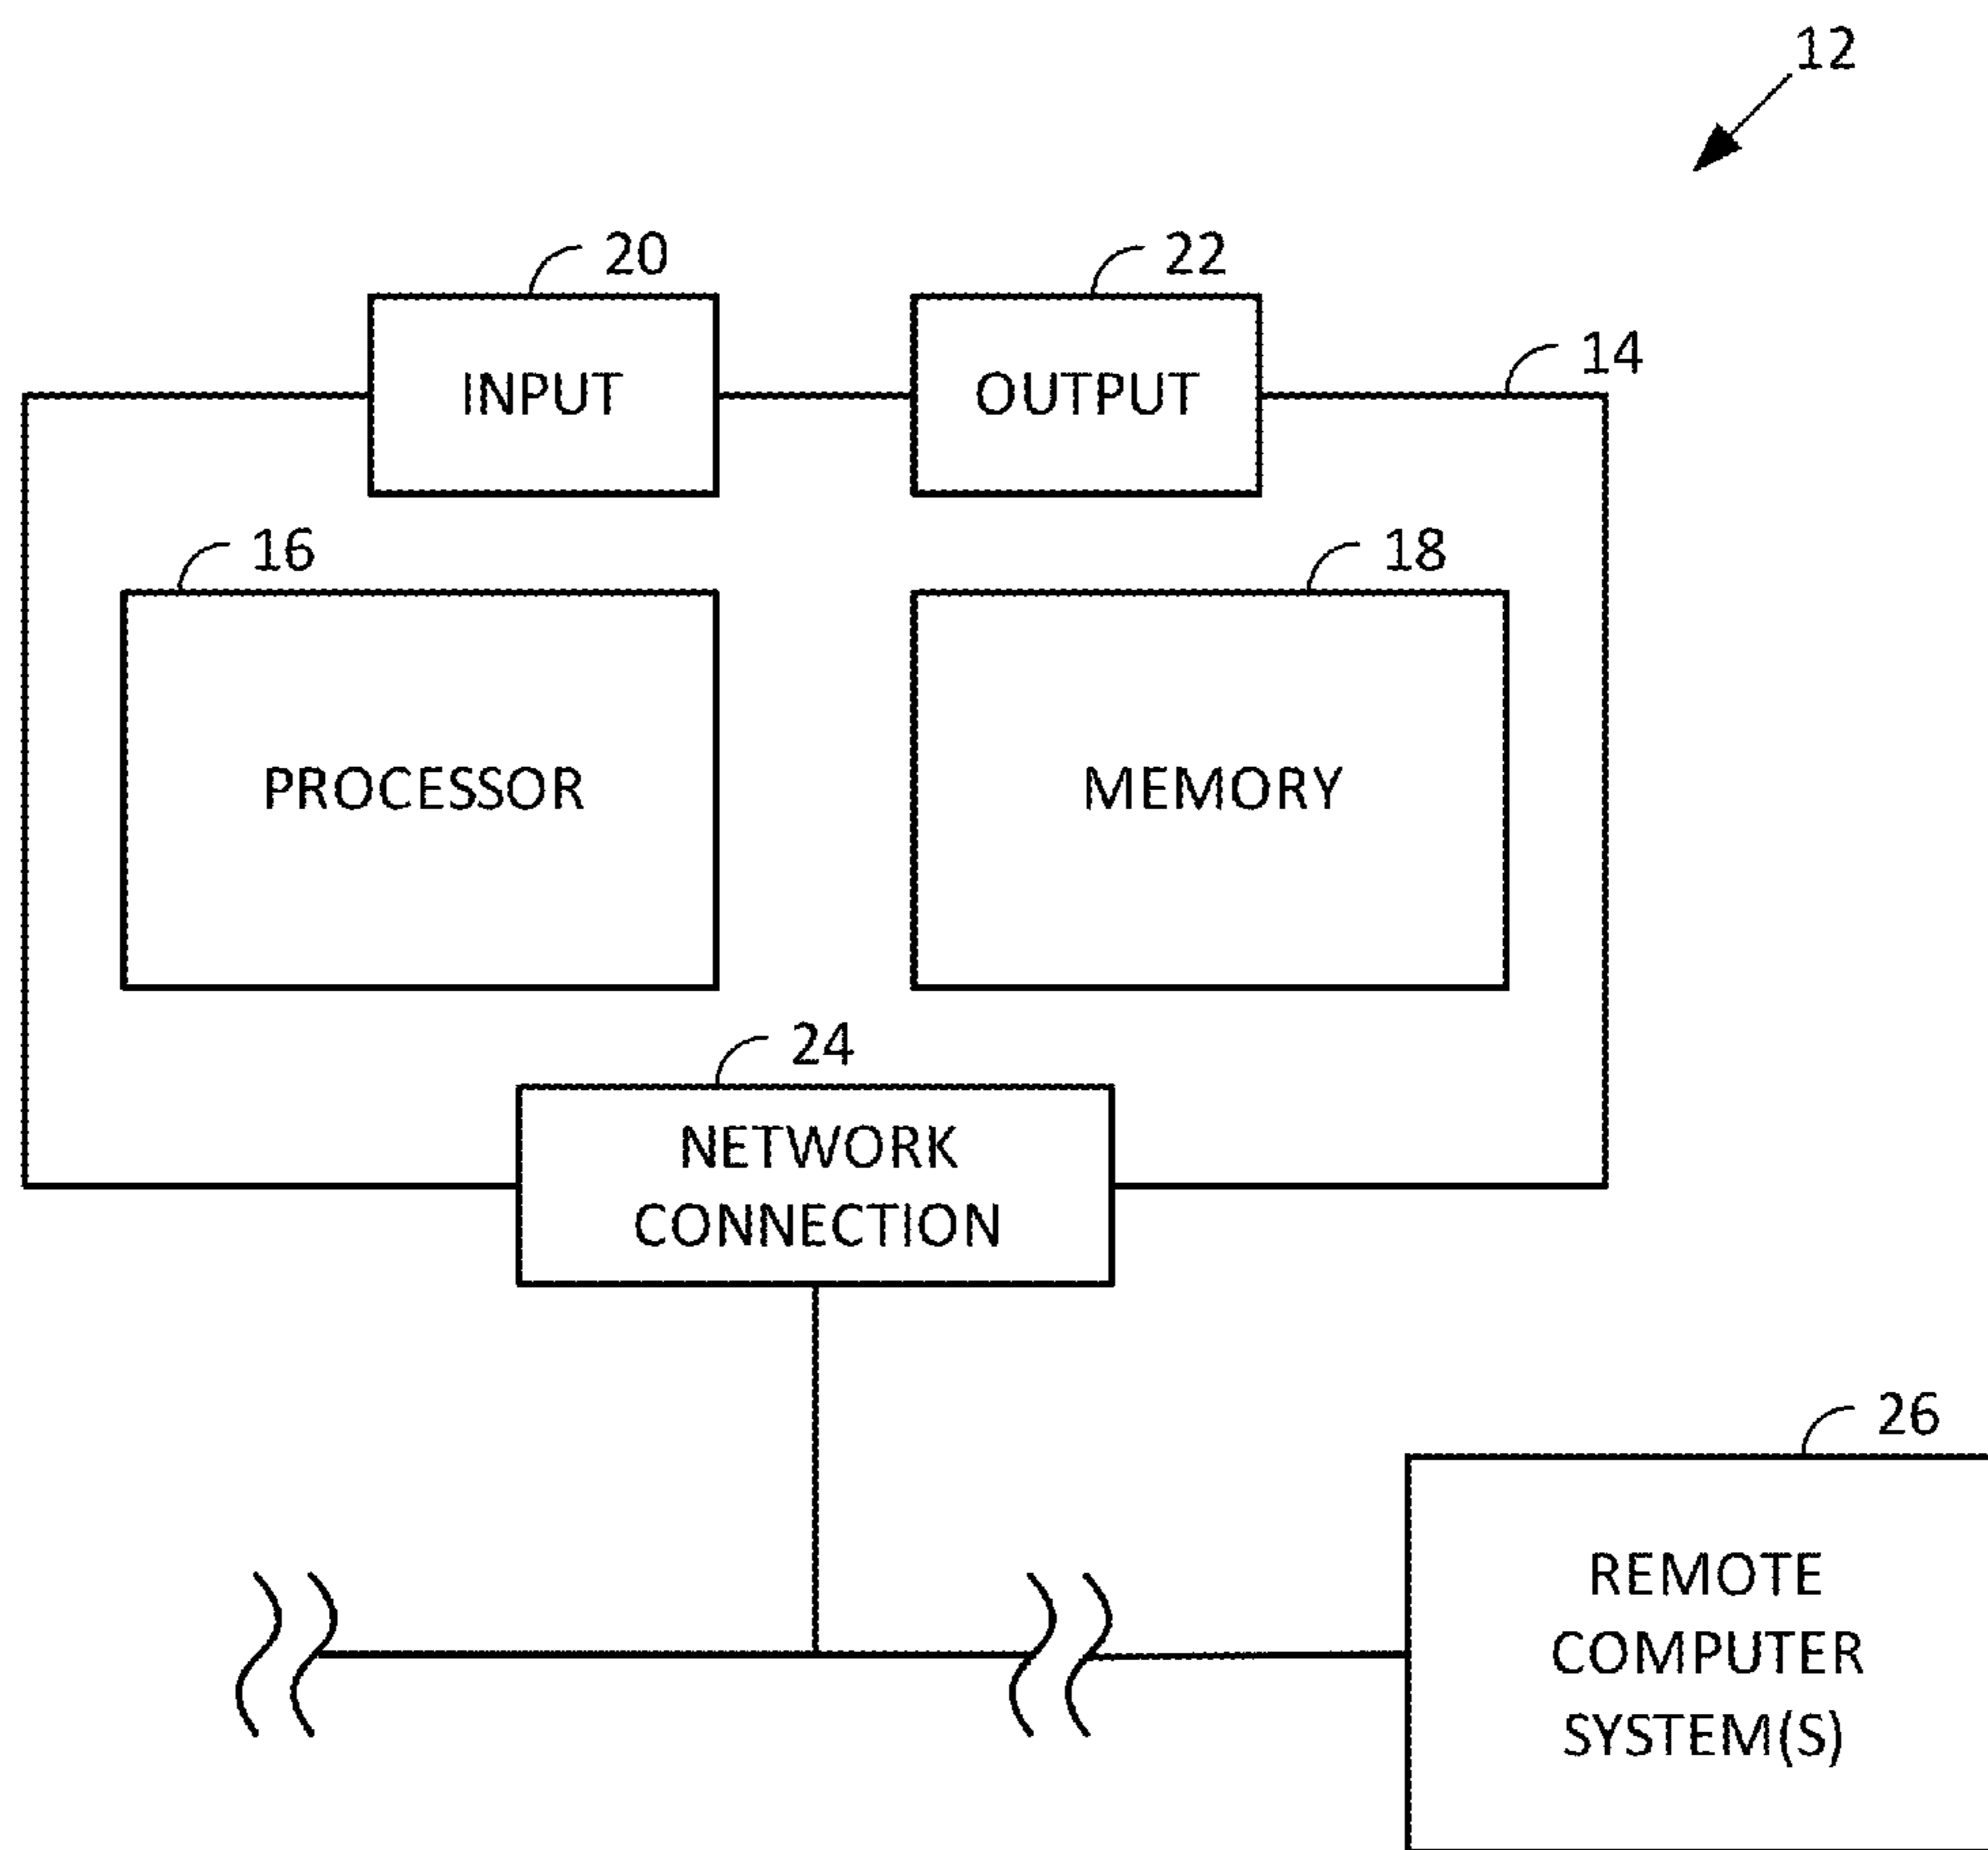 12
20
22
INPUT
OUTPUT
14
16
18
PROCESSOR
MEMORY
24
NETWORK
CONNECTION
26
REMOTE
COMPUTER
SYSTEM(S)